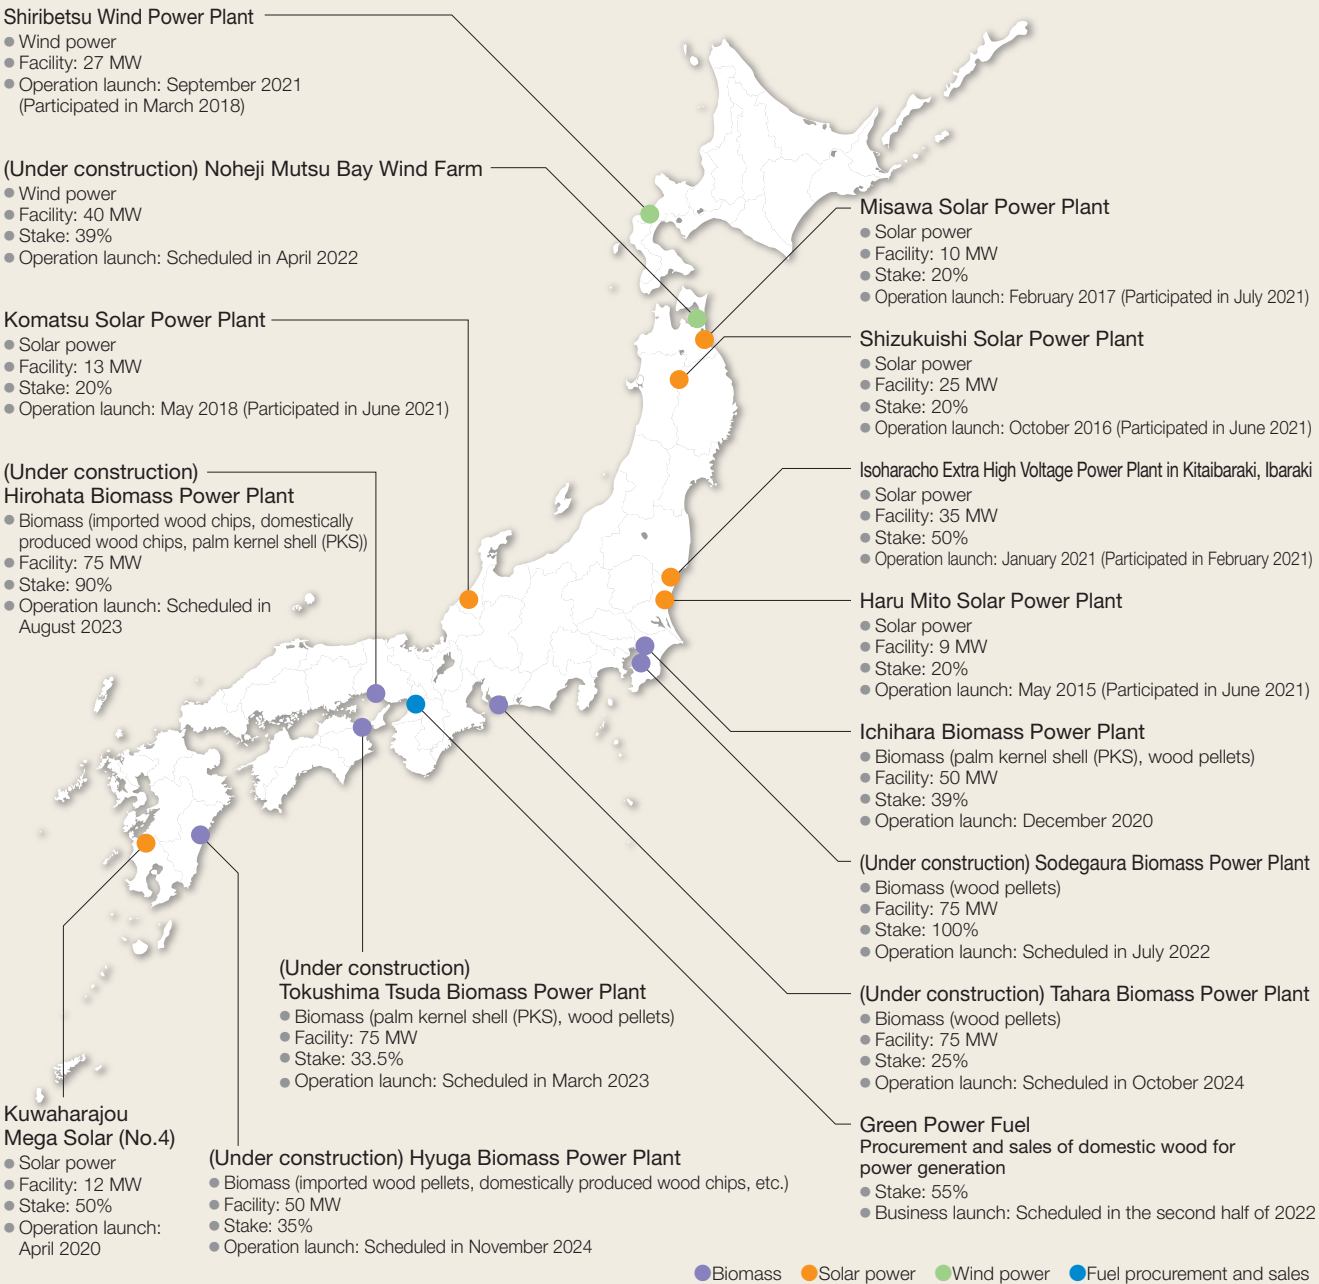 Shiribetsu Wind Power Plant
● Wind power
● Facility: 27 MW
● Operation launch: September 2021
(Participated in March 2018)
(Under construction) Noheji Mutsu Bay Wind Farm
● Wind power
● Facility: 40 MW
● Stake: 39%
● Operation launch: Scheduled in April 2022
Komatsu Solar Power Plant
● Solar power
● Facility: 13 MW
● Stake: 20%
● Operation launch: May 2018 (Participated in June 2021)
(Under construction)
Hirohata Biomass Power Plant
● Biomass (imported wood chips, domestically
produced wood chips, palm kernel shell (PKS))
● Facility: 75 MW
● Stake: 90%
● Operation launch: Scheduled in
August 2023
Misawa Solar Power Plant
● Solar power
● Facility: 10 MW
● Stake: 20%
● Operation launch: February 2017 (Participated in July 2021)
Shizukuishi Solar Power Plant
● Solar power
● Facility: 25 MW
● Stake: 20%
● Operation launch: October 2016 (Participated in June 2021)
Isoharacho Extra High Voltage Power Plant in Kitaibaraki, Ibaraki
● Solar power
● Facility: 35 MW
● Stake: 50%
● Operation launch: January 2021 (Participated in February 2021)
Haru Mito Solar Power Plant
● Solar power
● Facility: 9 MW
● Stake: 20%
● Operation launch: May 2015 (Participated in June 2021)
Ichihara Biomass Power Plant
● Biomass (palm kernel shell (PKS), wood pellets)
● Facility: 50 MW
● Stake: 39%
● Operation launch: December 2020
(Under construction) Sodegaura Biomass Power Plant
● Biomass (wood pellets)
● Facility: 75 MW
● Stake: 100%
● Operation launch: Scheduled in July 2022
(Under construction) Tahara Biomass Power Plant
● Biomass (wood pellets)
● Facility: 75 MW
● Stake: 25%
● Operation launch: Scheduled in October 2024
Green Power Fuel
Procurement and sales of domestic wood for
power generation
● Stake: 55%
● Business launch: Scheduled in the second half of 2022
(Under construction)
Tokushima Tsuda Biomass Power Plant
● Biomass (palm kernel shell (PKS), wood pellets)
● Facility: 75 MW
● Stake: 33.5%
● Operation launch: Scheduled in March 2023
Kuwaharajou
Mega Solar (No.4)
● Solar power
● Facility: 12 MW
● Stake: 50%
● Operation launch:
April 2020
(Under construction) Hyuga Biomass Power Plant
● Biomass (imported wood pellets, domestically produced wood chips, etc.)
● Facility: 50 MW
● Stake: 35%
● Operation launch: Scheduled in November 2024
●Biomass ●Solar power ●Wind power ●Fuel procurement and sales